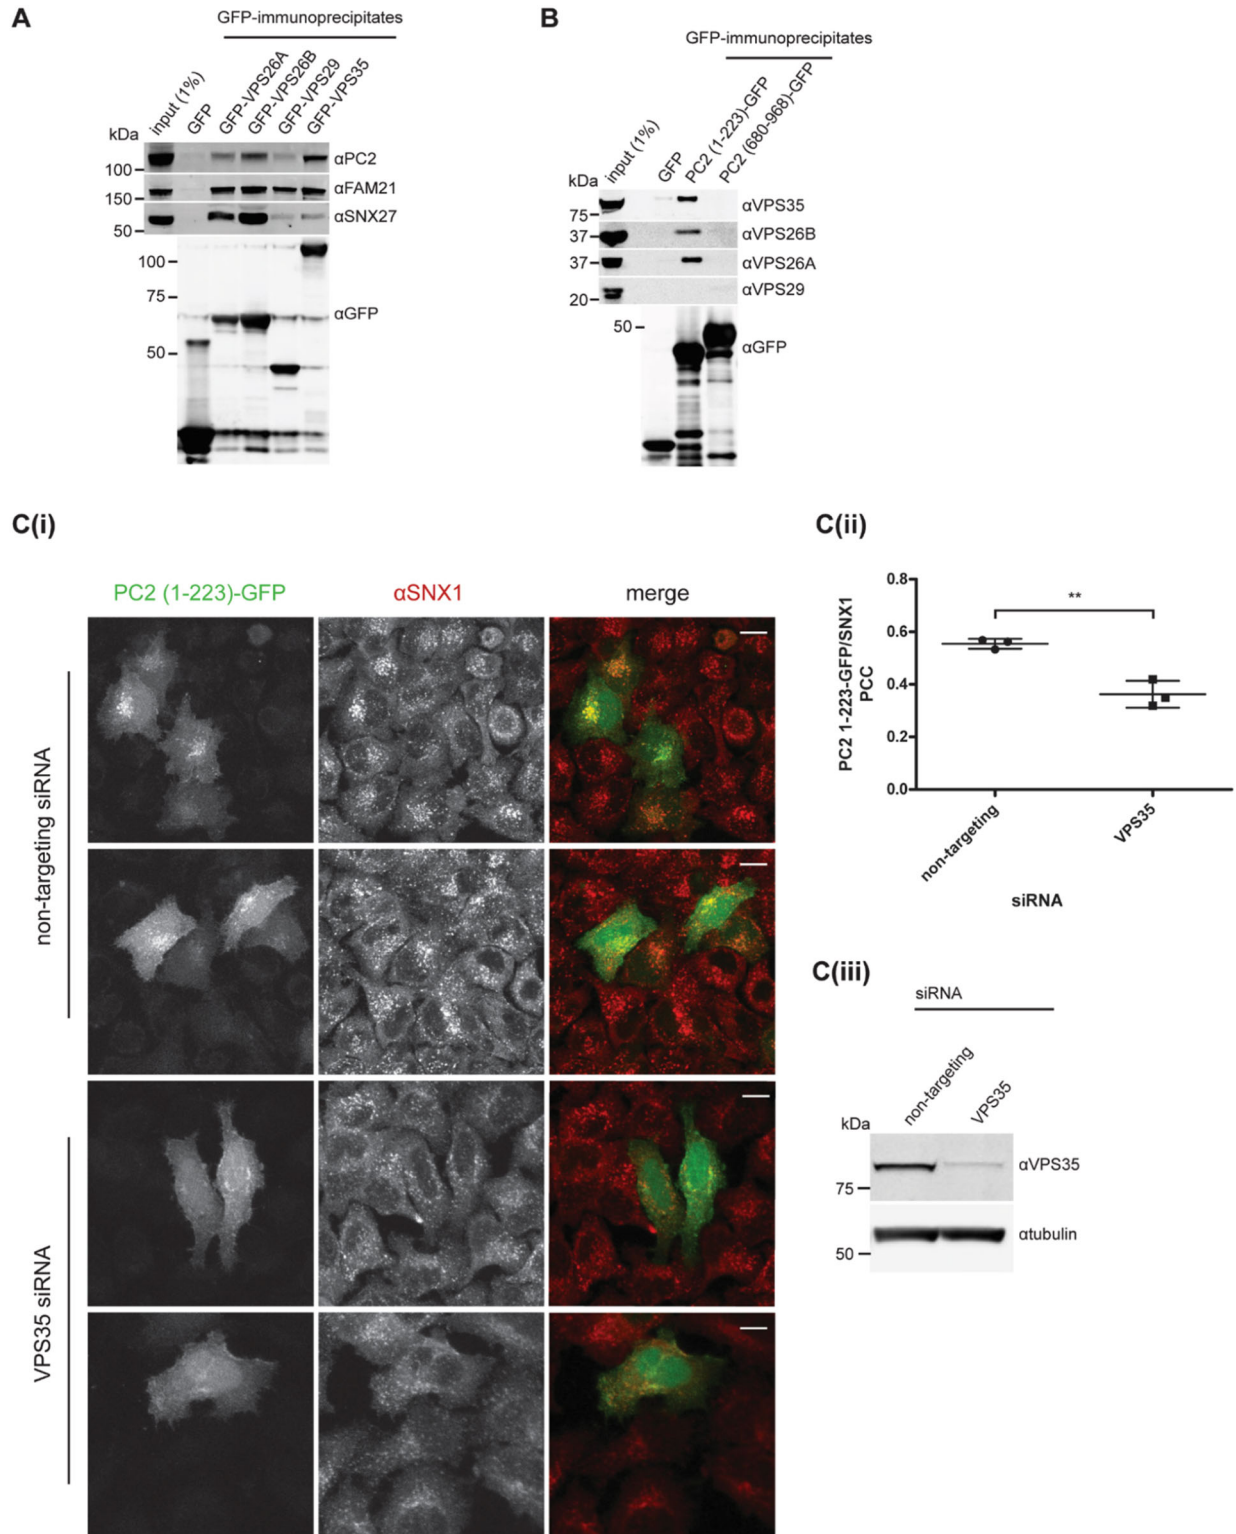 A
GFP-immunoprecipitates
input (1%)
GFP
GFP-VPS26A
GFP-VPS26B
GFP-VPS29
GFP-VPS35
kDa
100
αPC2
150
αFAM21
50
αSNX27
100
75
αGFP
50
B
GFP-immunoprecipitates
input (1%)
GFP
PC2 (1-223)-GFP
PC2 (680-968)-GFP
kDa
75
αVPS35
37
αVPS26B
37
αVPS26A
20
αVPS29
50
αGFP
C(i)
PC2 (1-223)-GFP
αSNX1
merge
non-targeting siRNA
VPS35 siRNA
C(ii)
PC2 1-223-GFP/SNX1
PCC
0.8
0.6
0.4
0.2
0.0
**
non-targeting
VPS35
siRNA
C(iii)
siRNA
non-targeting
VPS35
kDa
αVPS35
75
αtubulin
50